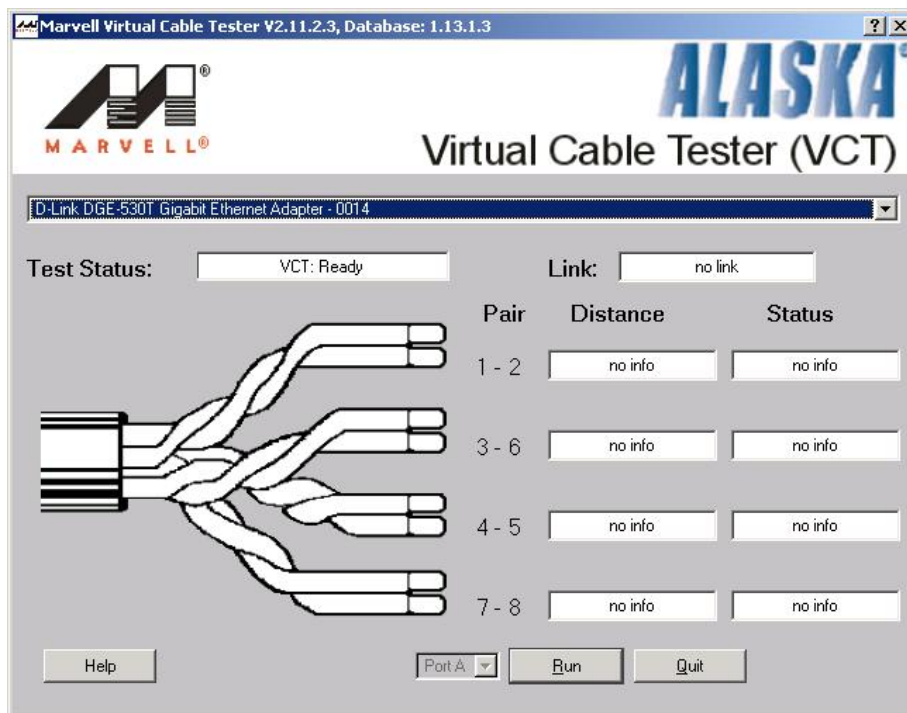 Marvell Virtual Cable Tester V2.11.2.3, Database: 1.13.1.3
? X
MARVELL®
ALASKA®
Virtual Cable Tester (VCT)
D-Link DGE-530T Gigabit Ethernet Adapter - 0014
Test Status: VCT: Ready Link: no link
Pair Distance Status
1 - 2 no info no info
3 - 6 no info no info
4 - 5 no info no info
7 - 8 no info no info
Help Port A Run Quit